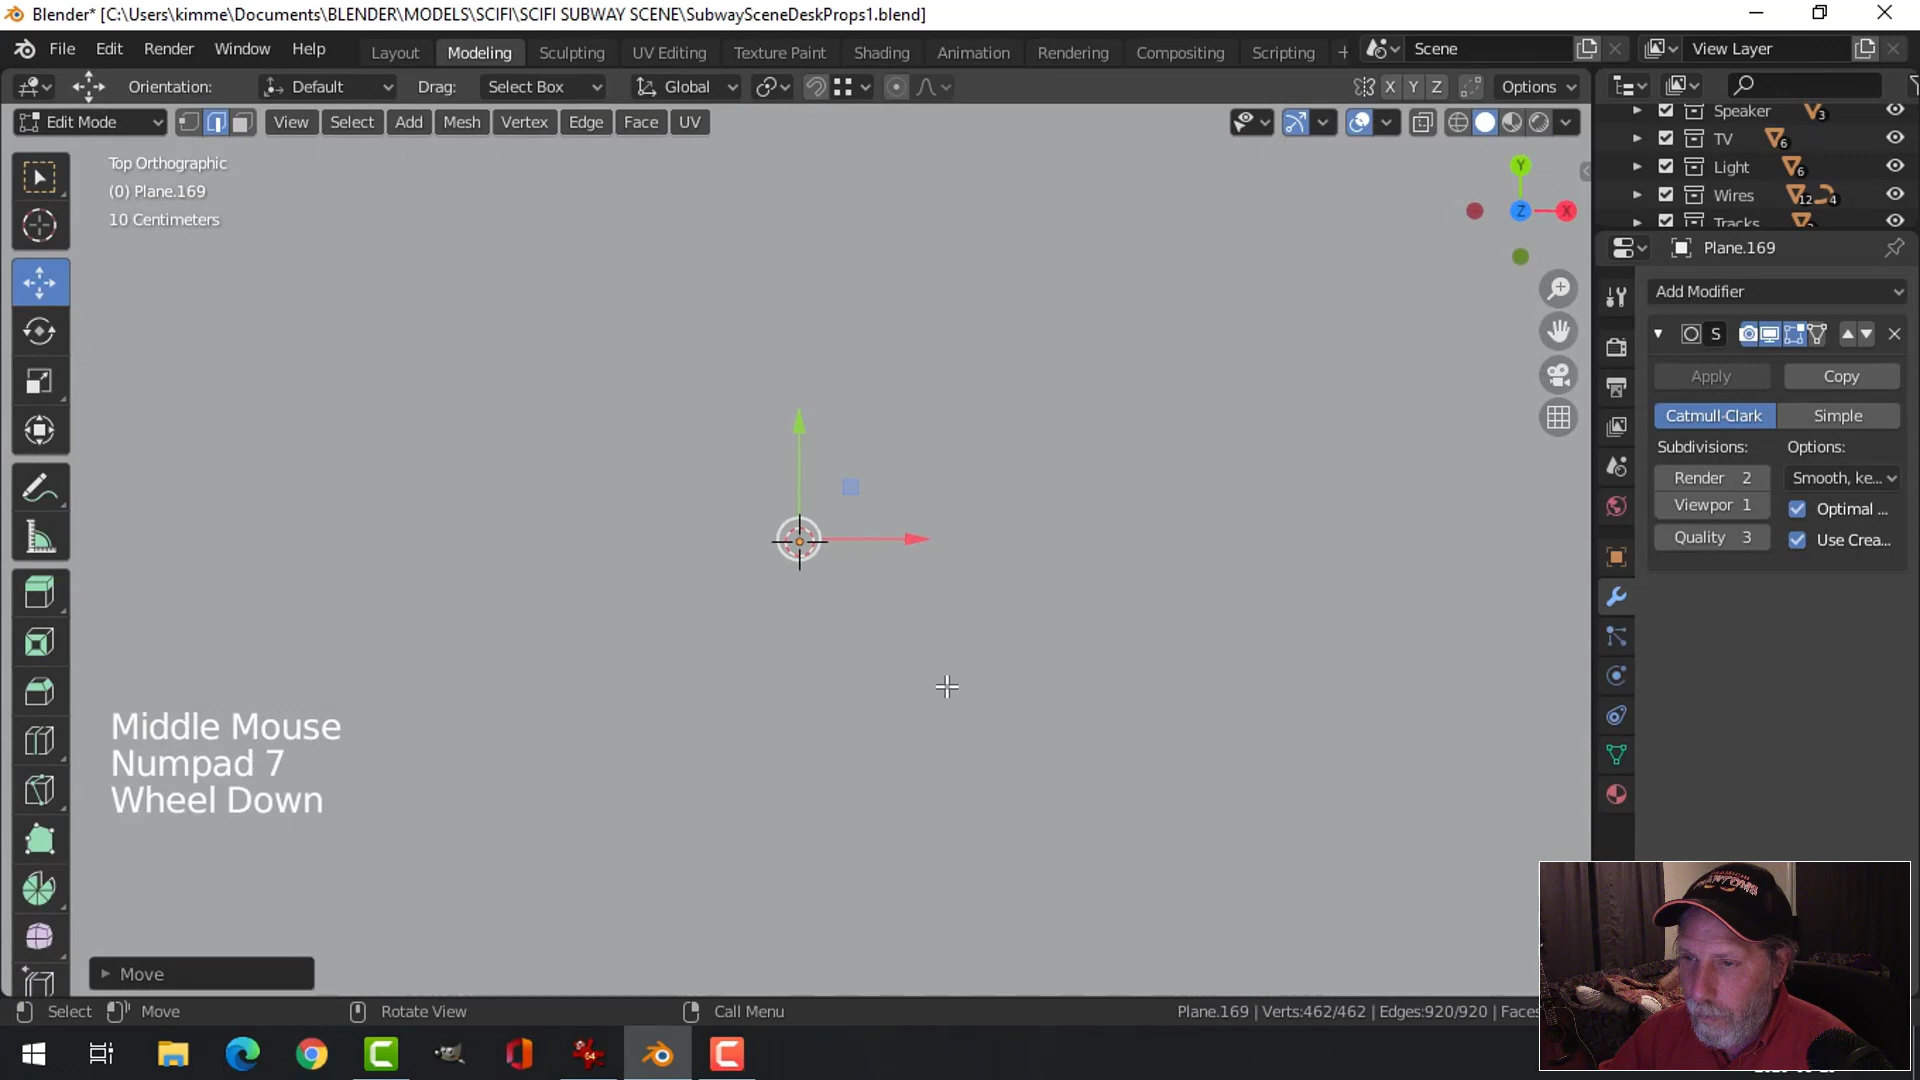 Blender* [C:\Users\kimme\Documents\BLENDER\MODELS\SCIFI\SCIFI SUBWAY SCENE\SubwaySceneDeskProps1.blend]
File Edit Render Window Help Layout Modeling Sculpting UV Editing Texture Paint Shading Animation Rendering Compositing Scripting + Scene View Layer
Orientation: Default Drag: Select Box Global X Y Z Options
Edit Mode View Select Add Mesh Vertex Edge Face UV
Speaker 3
TV 6
Light 6
Wires 12 4
Tracks
Top Orthographic
(0) Plane.169
10 Centimeters
Y
Z X
Plane.169
Add Modifier
S
Apply Copy
Catmull-Clark Simple
Subdivisions: Options:
Render 2 Smooth, ke...
Viewpor 1 Optimal ...
Quality 3 Use Crea...
Middle Mouse
Numpad 7
Wheel Down
Move
Select Move Rotate View Call Menu Plane.169 | Verts:462/462 | Edges:920/920 | Faces